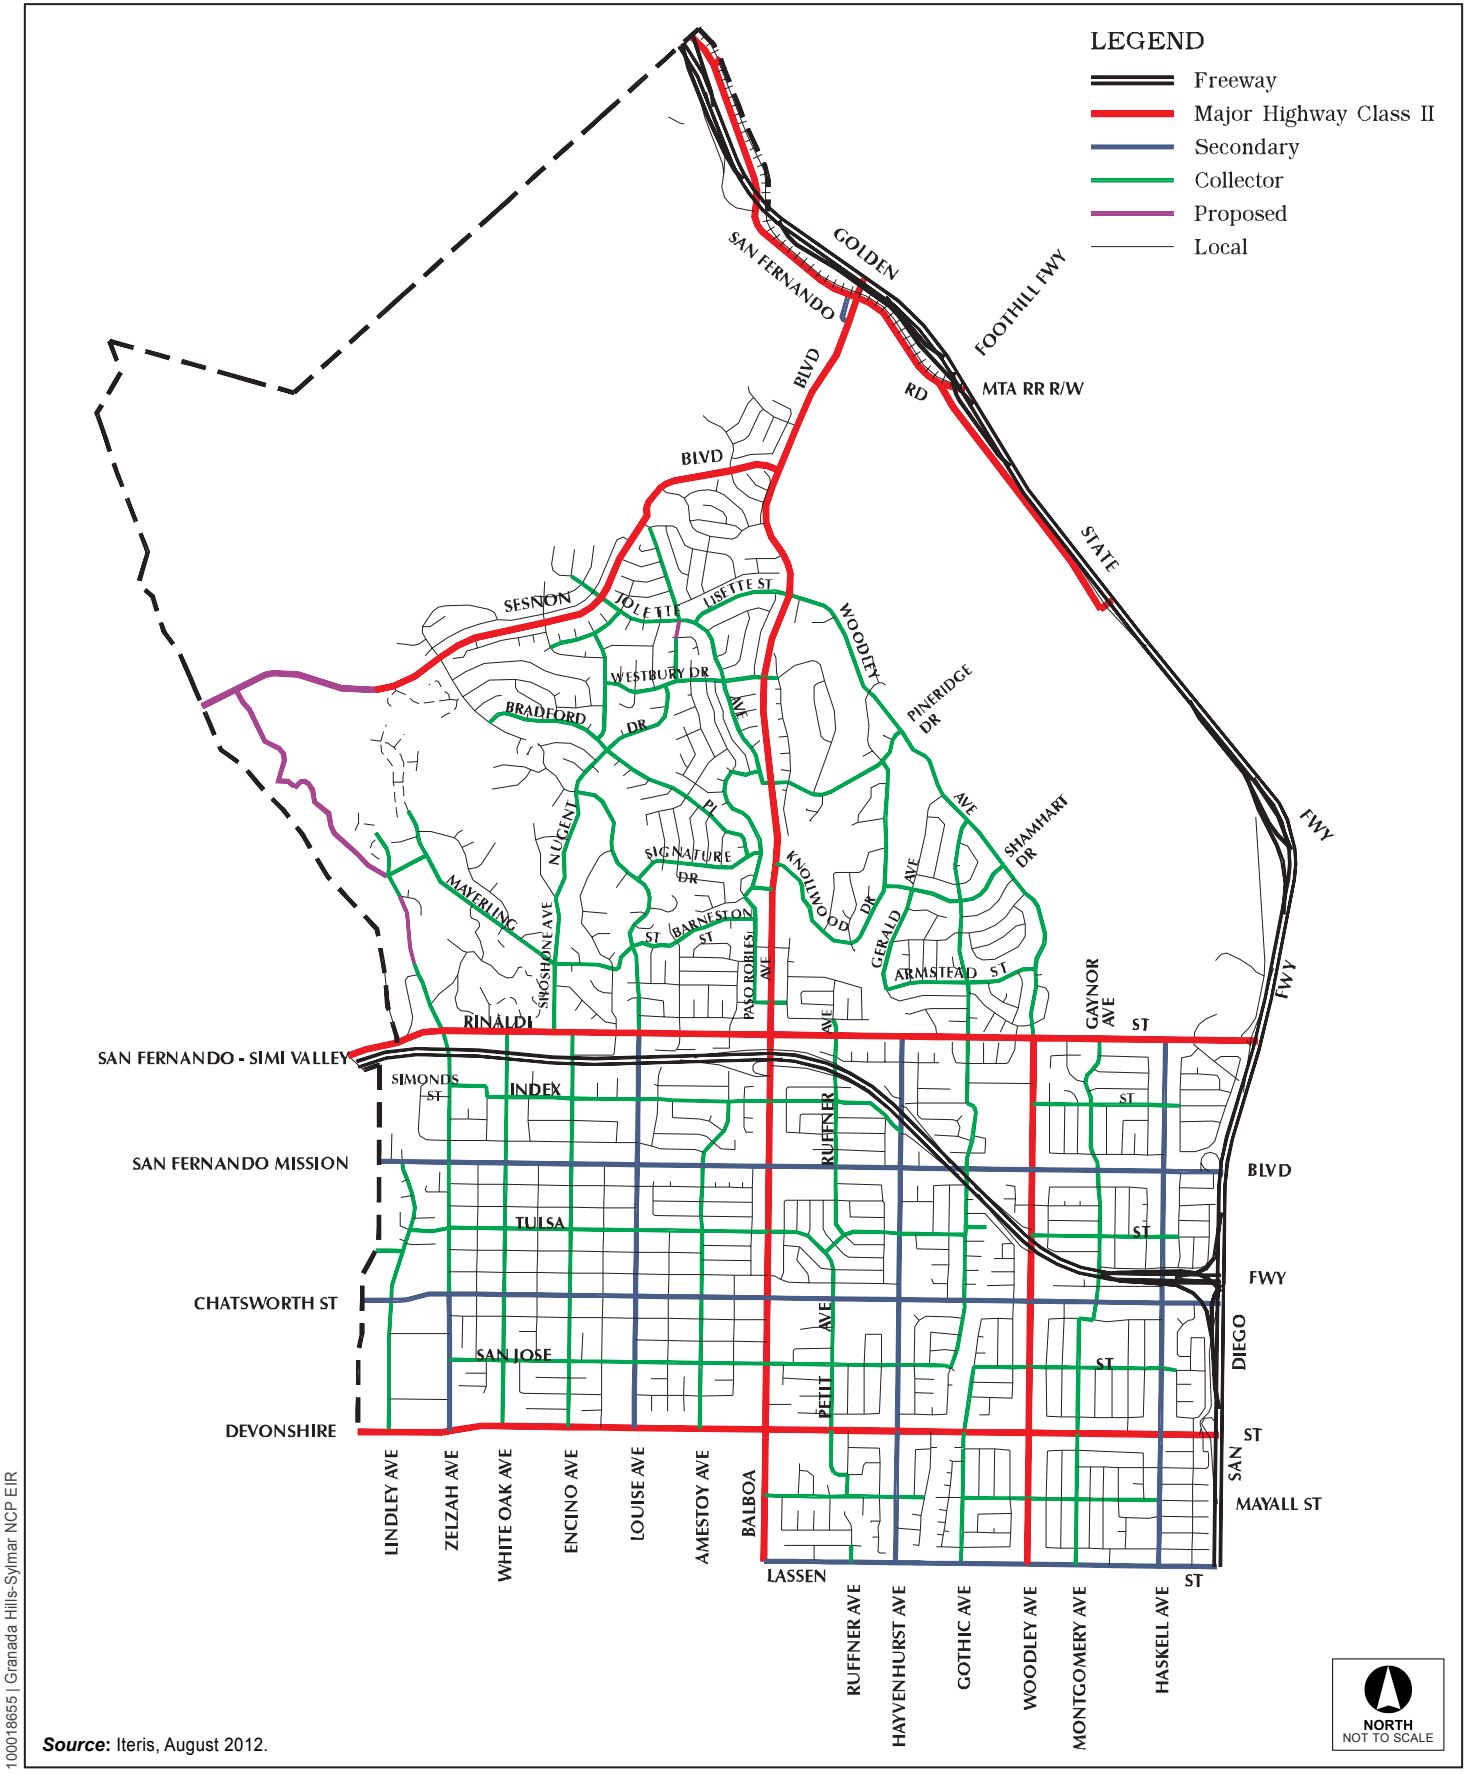 LEGEND
Freeway
Major Highway Class II
Secondary
Collector
Proposed
Local
GOLDEN
SAN FERNANDO
FOOTHILL FWY
BLVD
RD
MTA RR R/W
BLVD
STATE
SESNON
JOLETTE
LISETTE ST
WOODLEY
WESTBURY DR
AVE
PINERIDGE
DR
BRADFORD
DR
AVE
SHAMHART
DR
FWY
NUGENT
PL
SIGNATURE
DR
KNOLLWOOD
DR
AVE
GERALD
MAYERLING
ST
BARNESTON
ST
SHOSHONE AVE
PASO ROBLES
AVE
ARMSTEAD ST
GAYNOR
AVE
FWY
RINALDI
AVE
ST
SAN FERNANDO - SIMI VALLEY
SIMONDS
ST
INDEX
RUFFNER
ST
SAN FERNANDO MISSION
BLVD
TULSA
ST
FWY
CHATSWORTH ST
AVE
DIEGO
SAN JOSE
ST
PETIT
DEVONSHIRE
ST
SAN
LINDLEY AVE
ZELZAH AVE
WHITE OAK AVE
ENCINO AVE
LOUISE AVE
AMESTOY AVE
BALBOA
MAYALL ST
LASSEN
ST
RUFFNER AVE
HAYVENHURST AVE
GOTHIC AVE
WOODLEY AVE
MONTGOMERY AVE
HASKELL AVE
NORTH
NOT TO SCALE
Source: Iteris, August 2012.
100018655 | Granada Hills-Sylmar NCP EIR